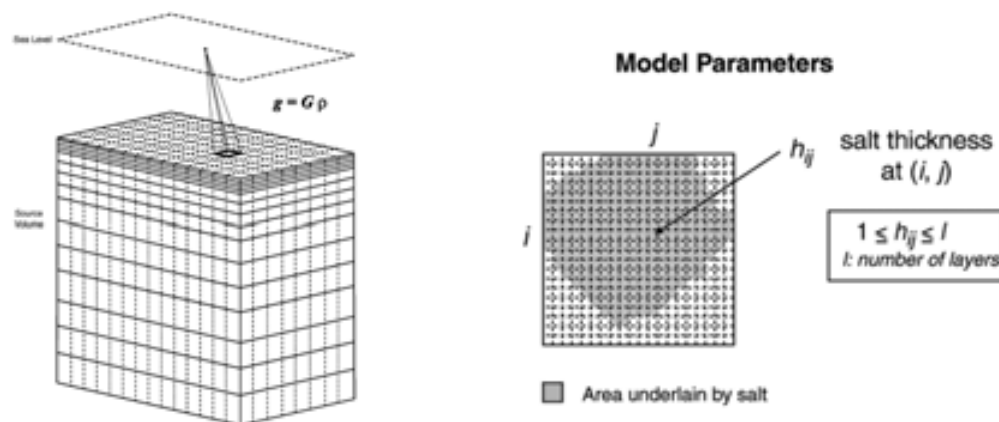 Sea Level
g = G ρ
Source
Volume
Model Parameters
j
i
h_ij
salt thickness
at (i, j)
1 ≤ h_ij ≤ l
l: number of layers
Area underlain by salt